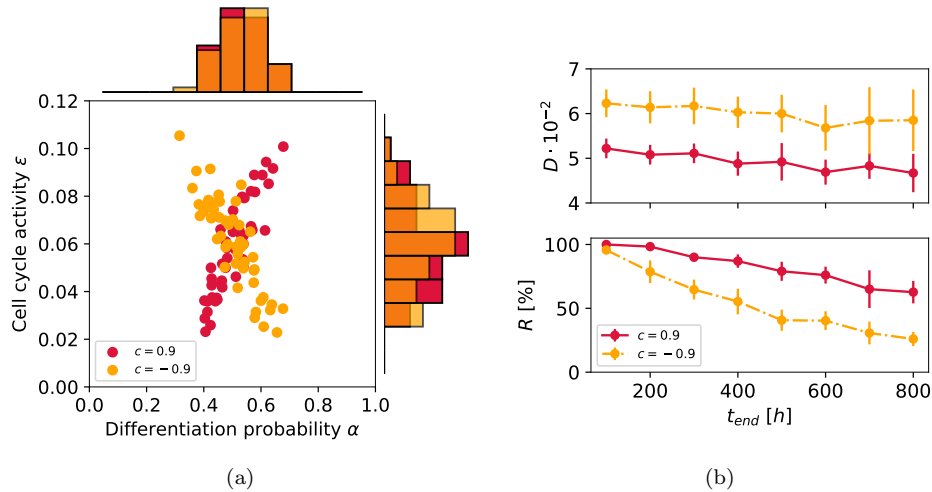 0.12
0.10
0.08
0.06
0.04
0.02
0.00
Cell cycle activity ε
c = 0.9
c = −0.9
0.0 0.2 0.4 0.6 0.8 1.0
Differentiation probability α
(a)
7
6
5
4
D · 10⁻²
100
50
0
R [%]
c = 0.9
c = −0.9
200 400 600 800
t_end [h]
(b)